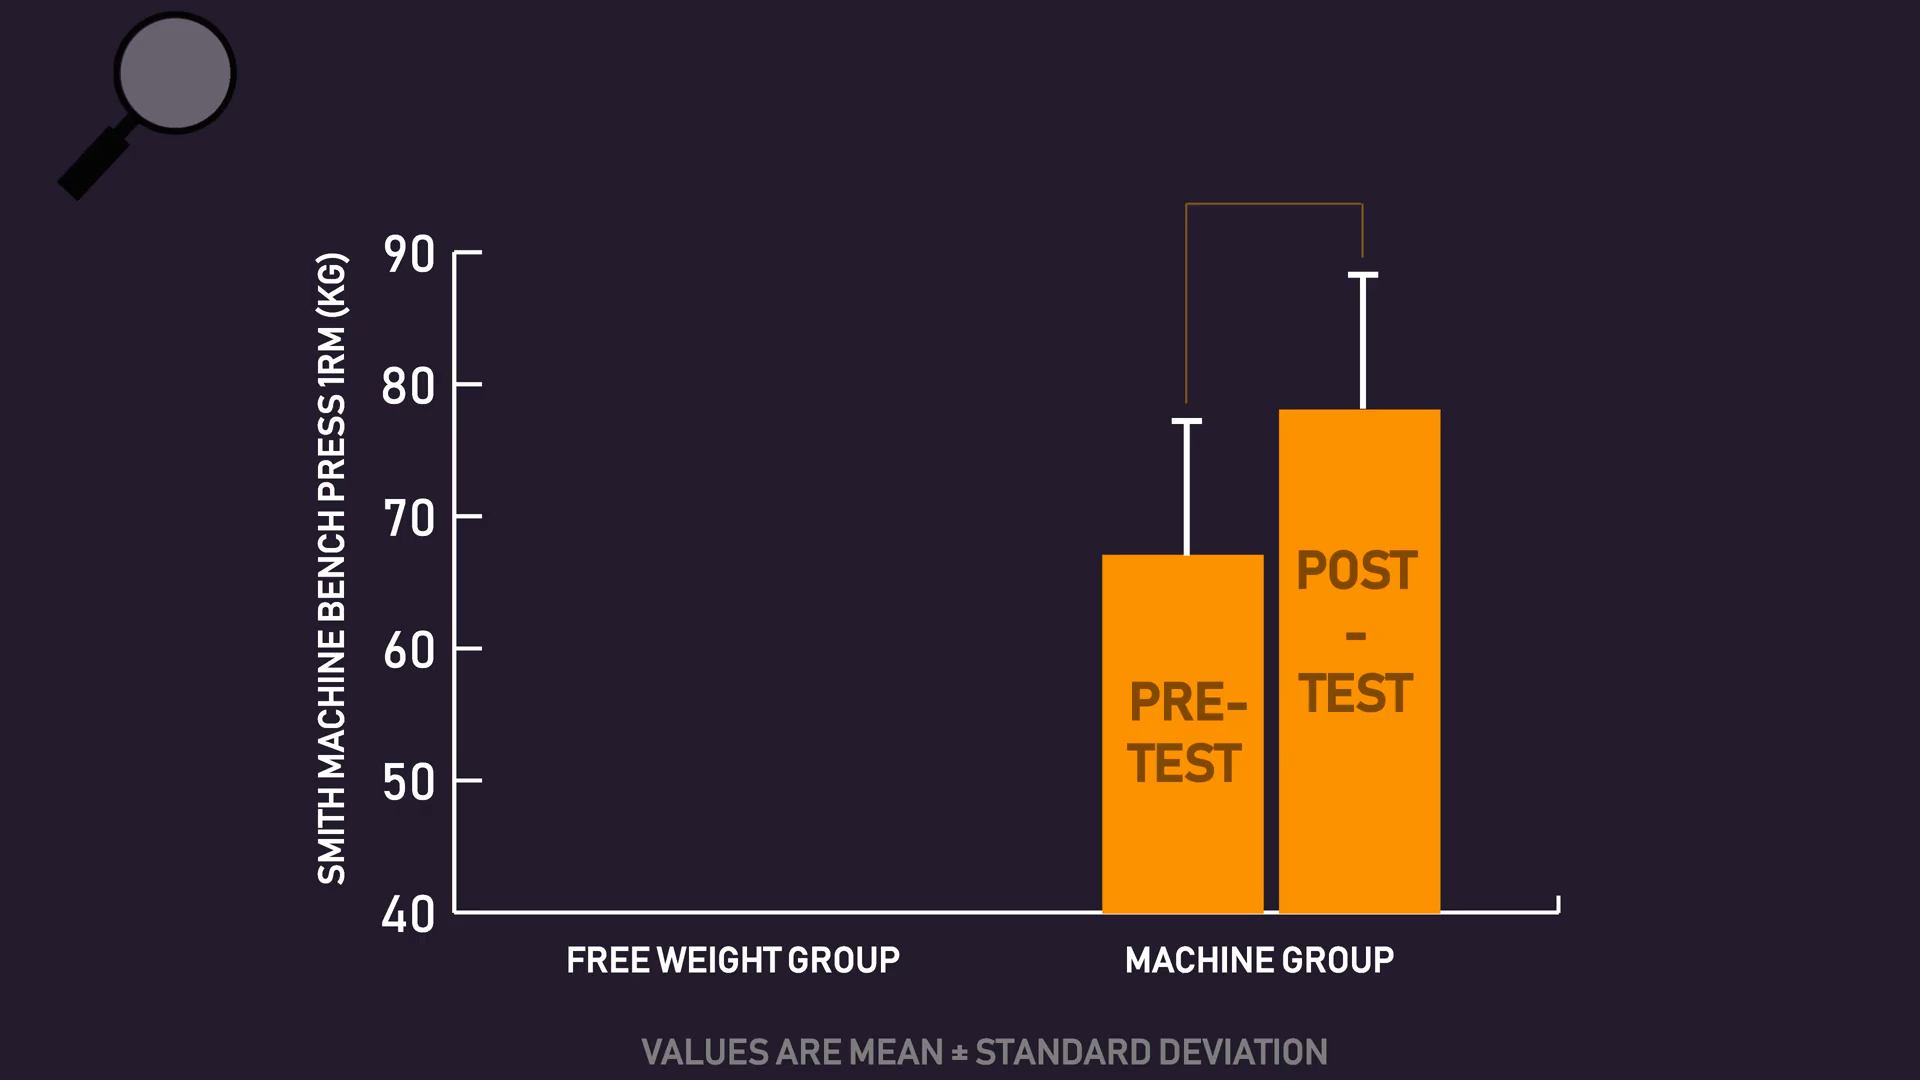 SMITH MACHINE BENCH PRESS 1RM (KG)
90
80
70
60
50
40
PRE-
TEST
POST
-
TEST
FREE WEIGHT GROUP
MACHINE GROUP
VALUES ARE MEAN ± STANDARD DEVIATION